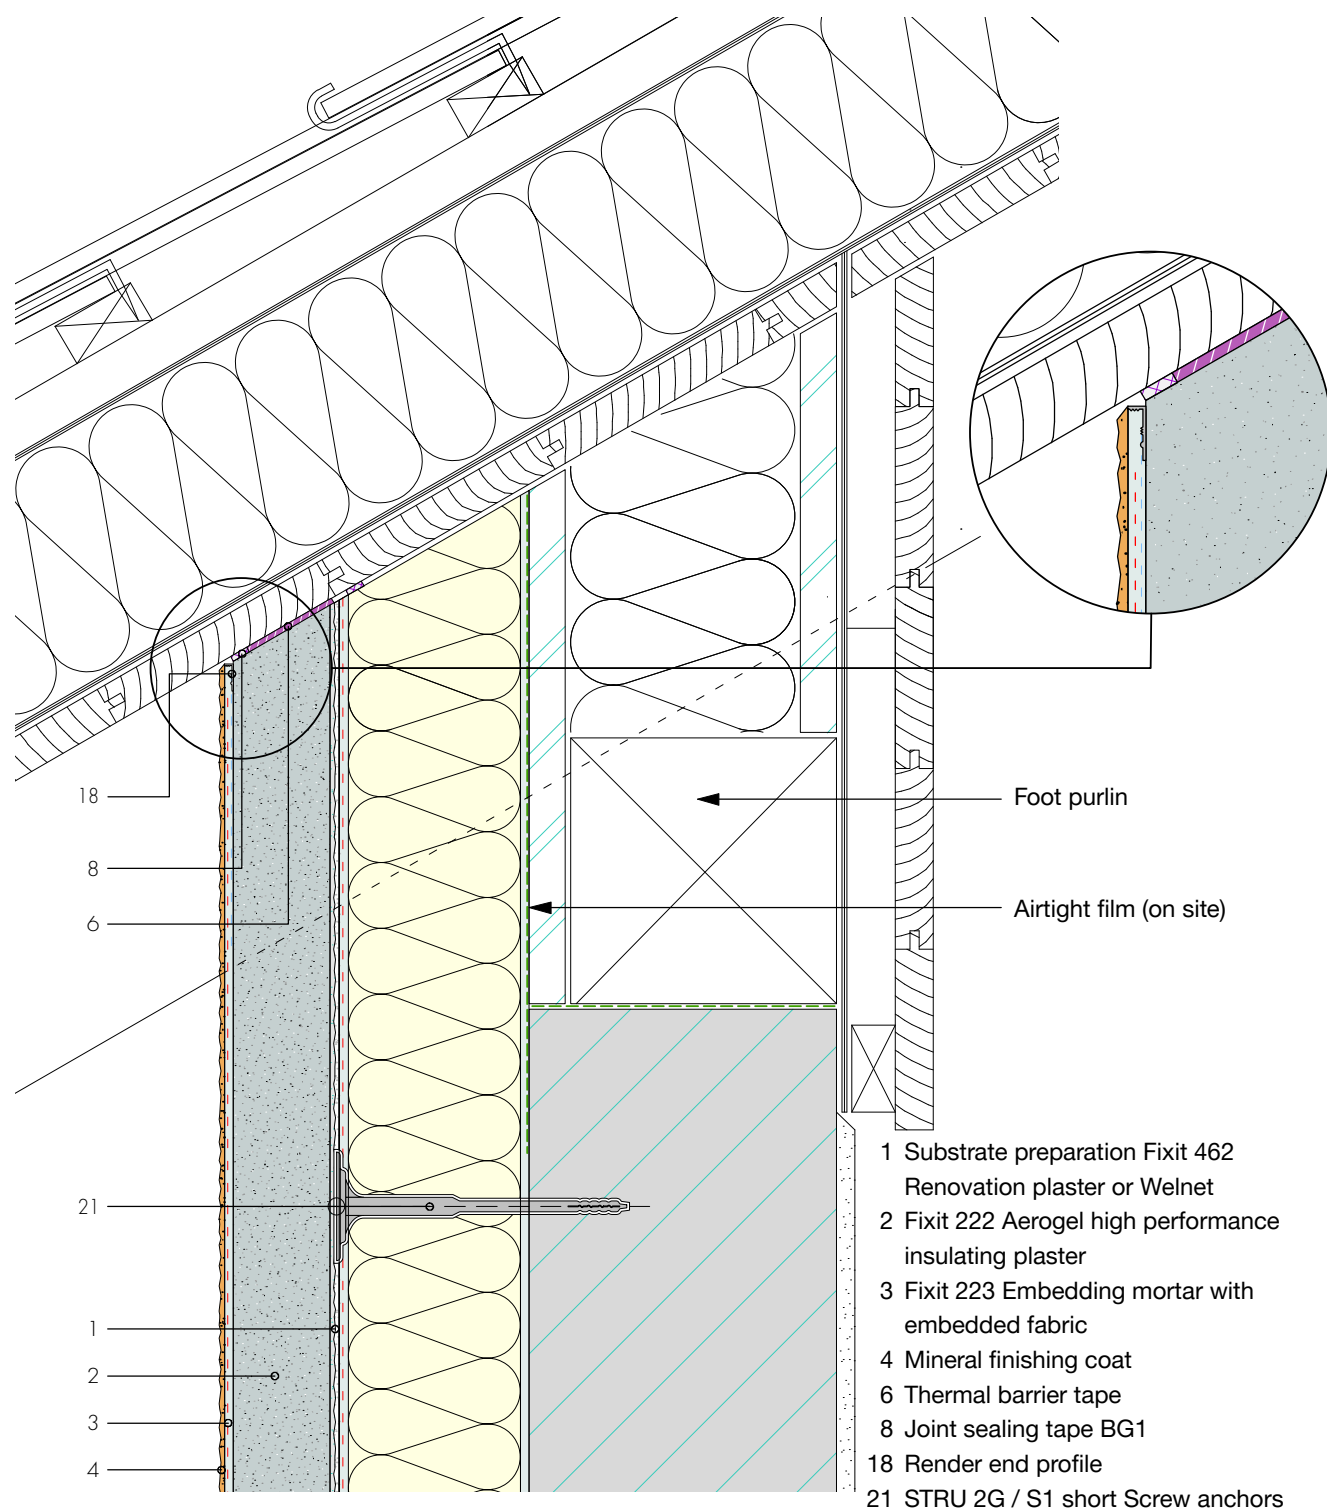 18
8
6
Foot purlin
Airtight film (on site)
21
1
2
3
4
1 Substrate preparation Fixit 462
Renovation plaster or Welnet
2 Fixit 222 Aerogel high performance
insulating plaster
3 Fixit 223 Embedding mortar with
embedded fabric
4 Mineral finishing coat
6 Thermal barrier tape
8 Joint sealing tape BG1
18 Render end profile
21 STRU 2G / S1 short Screw anchors